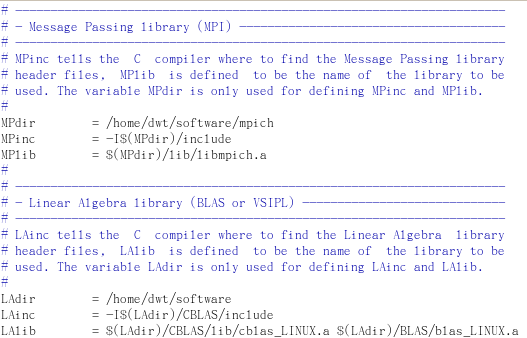 # ----------------------------------------------------------------------
# - Message Passing library (MPI) --------------------------------------
# ----------------------------------------------------------------------
# MPinc tells the  C  compiler where to find the Message Passing library
# header files,  MPlib  is defined  to be the name of  the library to be
# used. The variable MPdir is only used for defining MPinc and MPlib.
#
MPdir        = /home/dwt/software/mpich
MPinc        = -I$(MPdir)/include
MPlib        = $(MPdir)/lib/libmpich.a
#
# ----------------------------------------------------------------------
# - Linear Algebra library (BLAS or VSIPL) -----------------------------
# ----------------------------------------------------------------------
# LAinc tells the  C  compiler where to find the Linear Algebra  library
# header files,  LAlib  is defined  to be the name of  the library to be
# used. The variable LAdir is only used for defining LAinc and LAlib.
#
LAdir        = /home/dwt/software
LAinc        = -I$(LAdir)/CBLAS/include
LAlib        = $(LAdir)/CBLAS/lib/cblas_LINUX.a $(LAdir)/BLAS/blas_LINUX.a